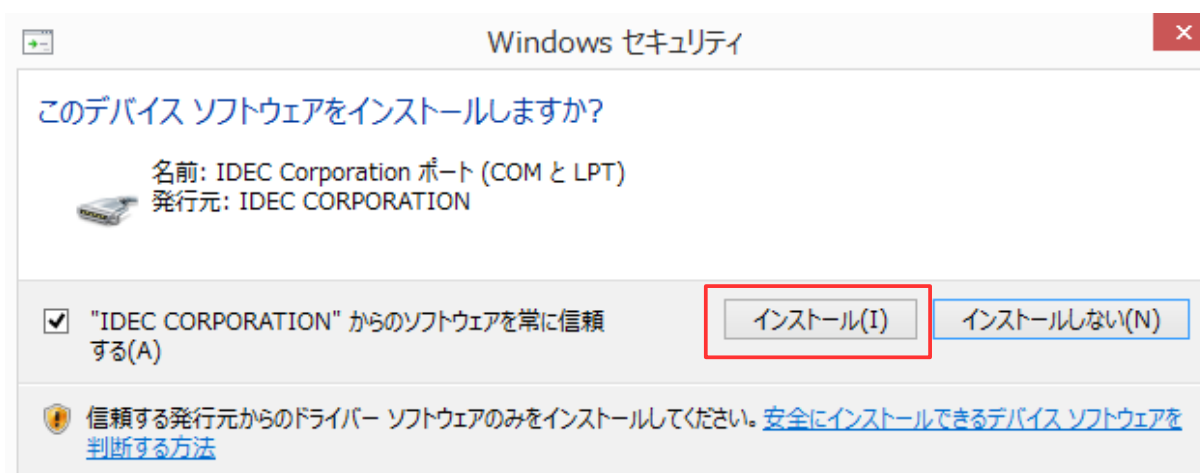 Windows セキュリティ
このデバイス ソフトウェアをインストールしますか?
名前: IDEC Corporation ポート (COM と LPT)
発行元: IDEC CORPORATION
"IDEC CORPORATION" からのソフトウェアを常に信頼
する(A)
インストール(I)
インストールしない(N)
信頼する発行元からのドライバー ソフトウェアのみをインストールしてください。安全にインストールできるデバイス ソフトウェアを
判断する方法